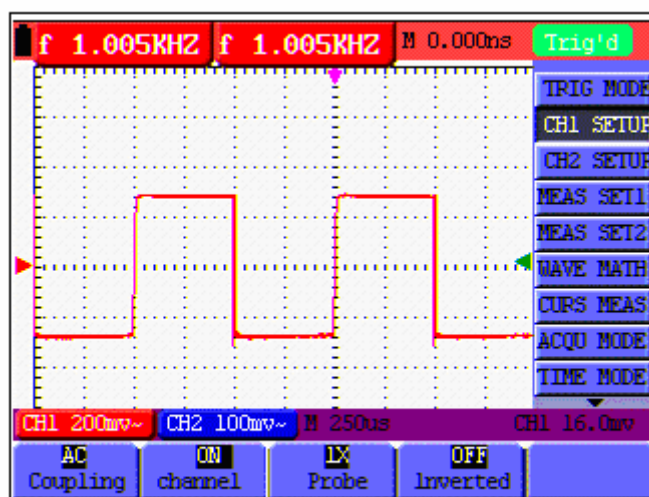 f 1.005KHZ f 1.005KHZ M 0.000ns Trig'd
TRIG MODE
CH1 SETUP
CH2 SETUP
MEAS SET1
MEAS SET2
WAVE MATH
CURS MEAS
ACQU MODE
TIME MODE
CH1 200mv~ CH2 100mv~ M 250us CH1 16.0mv
AC ON 1X OFF
Coupling channel Probe Inverted